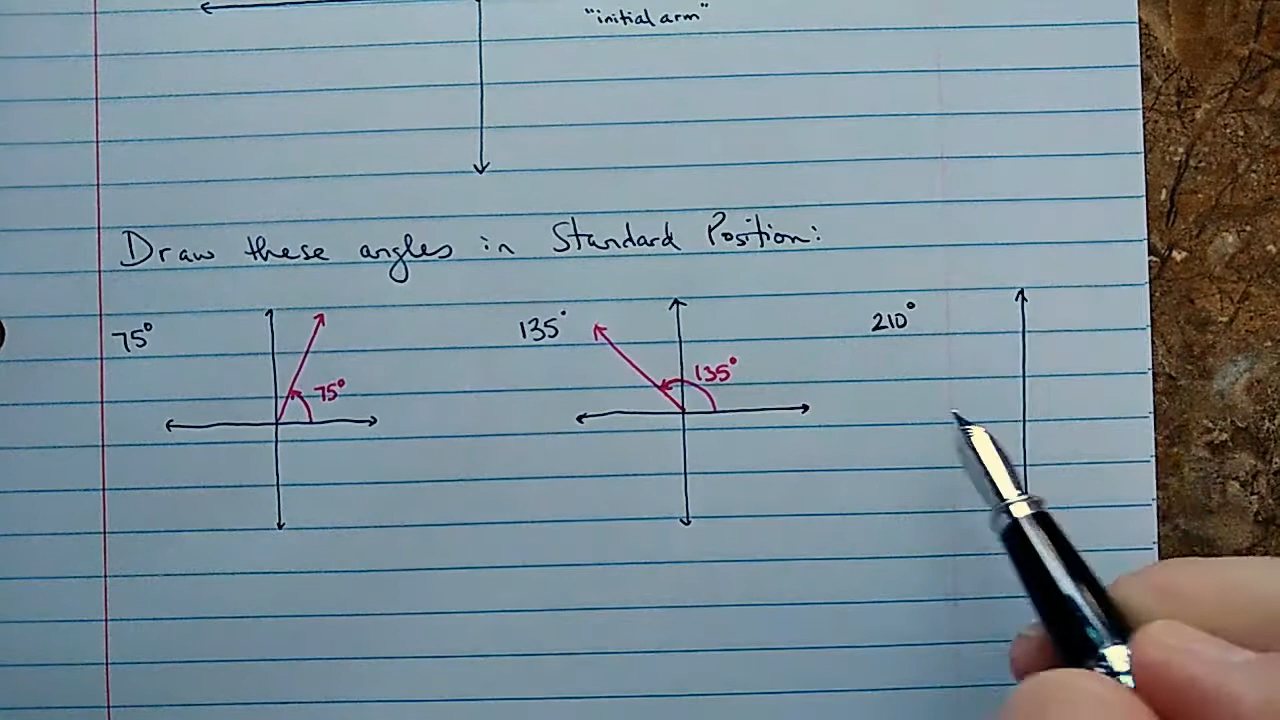 "initial arm"
Draw these angles in Standard Position:
75° 135° 210°
75° 135°